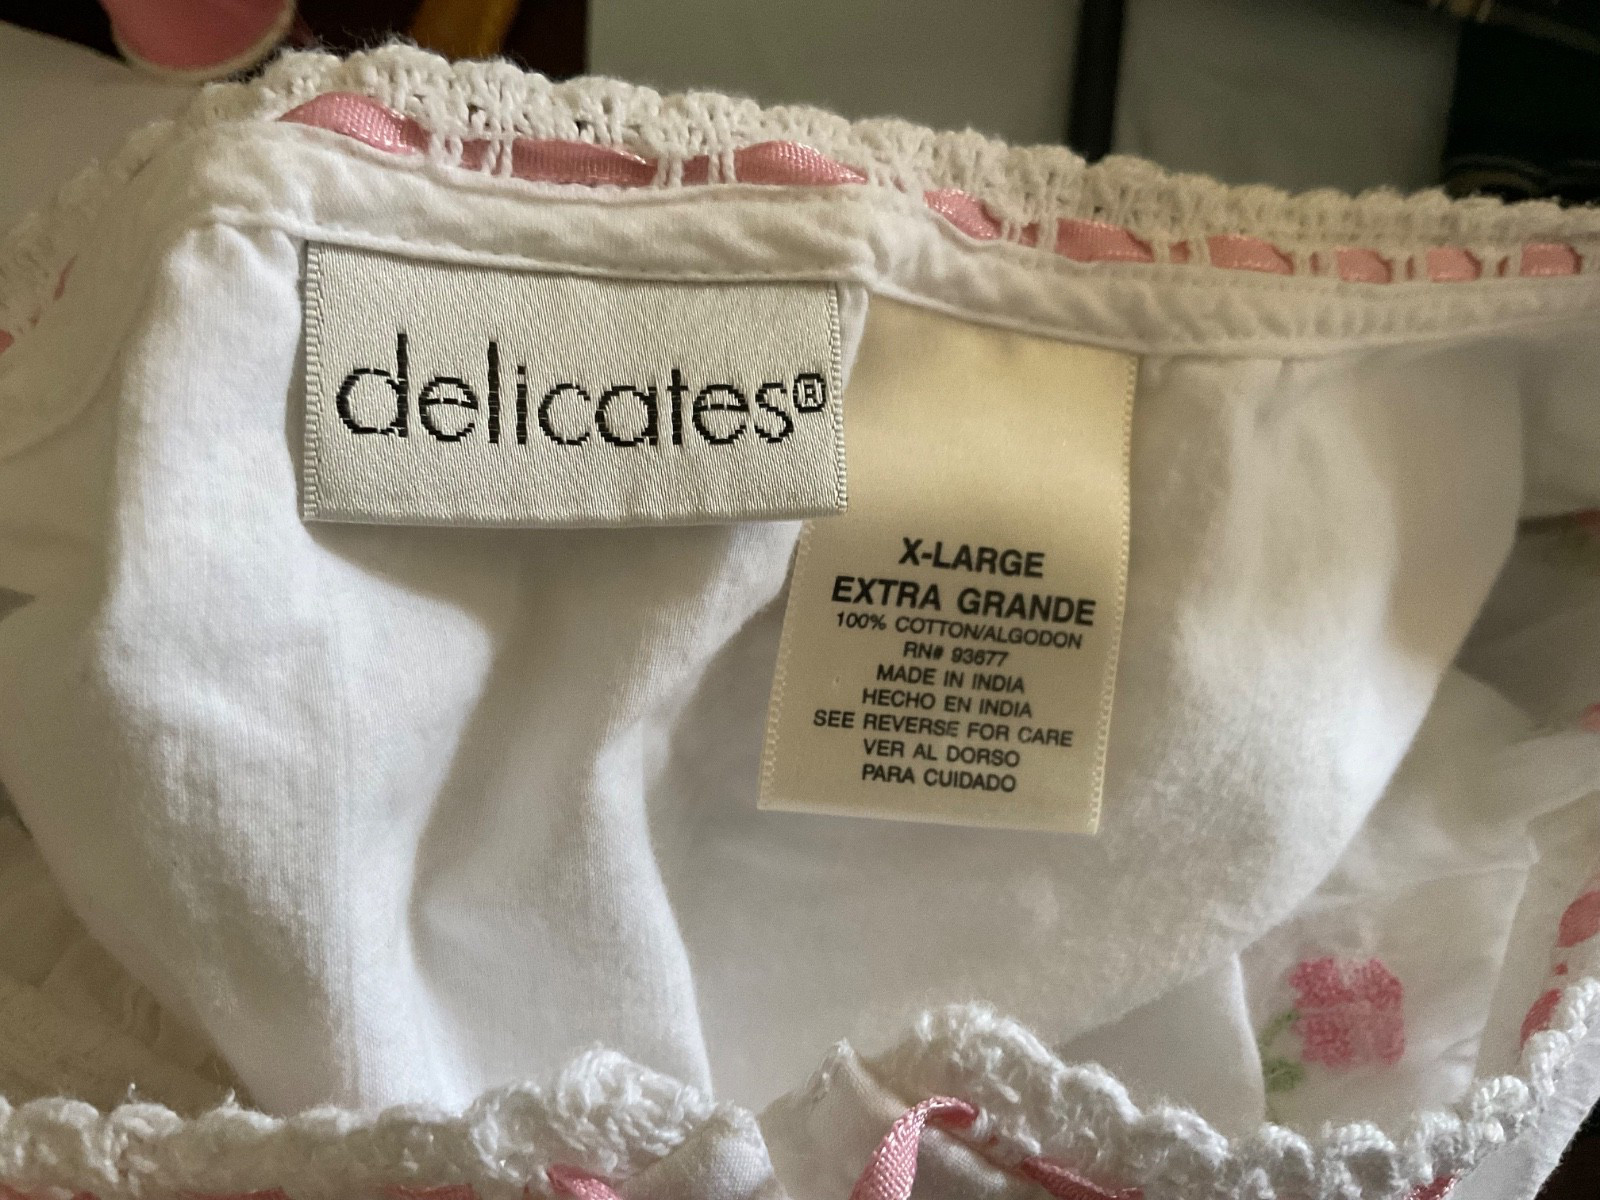 delicates®
X-LARGE
EXTRA GRANDE
100% COTTON/ALGODON
RN# 93677
MADE IN INDIA
HECHO EN INDIA
SEE REVERSE FOR CARE
VER AL DORSO
PARA CUIDADO